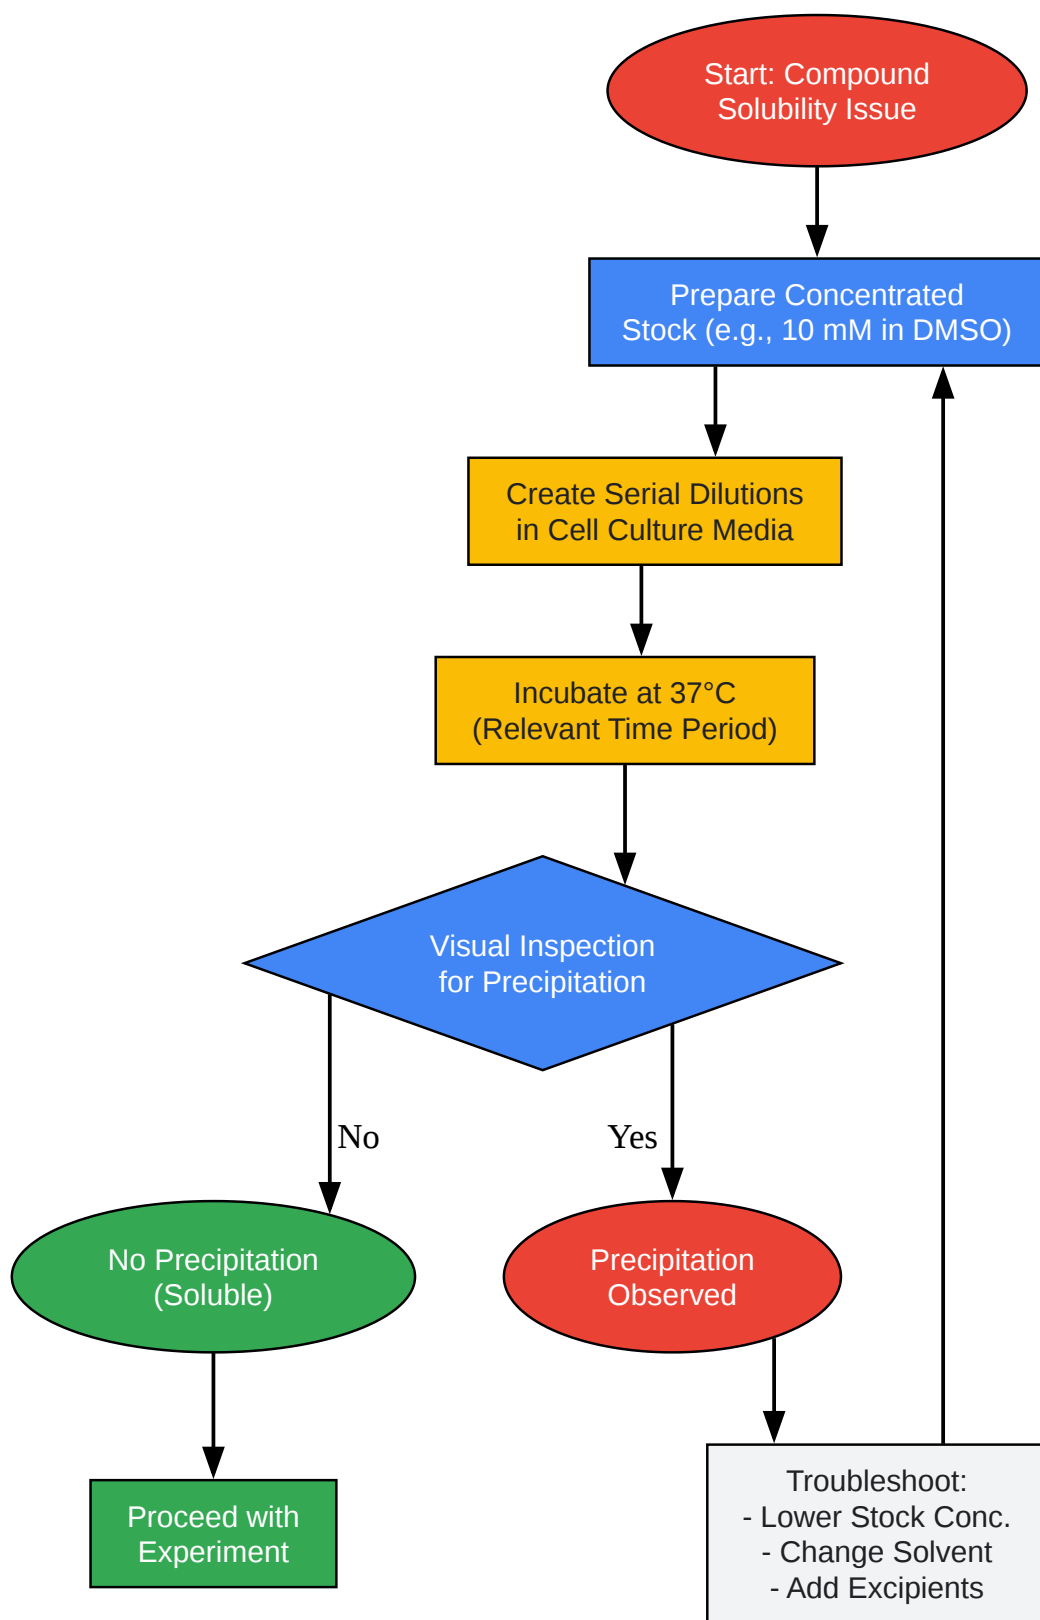 Start: Compound
Solubility Issue
Prepare Concentrated
Stock (e.g., 10 mM in DMSO)
Create Serial Dilutions
in Cell Culture Media
Incubate at 37°C
(Relevant Time Period)
Visual Inspection
for Precipitation
No
Yes
No Precipitation
(Soluble)
Precipitation
Observed
Proceed with
Experiment
Troubleshoot:
- Lower Stock Conc.
- Change Solvent
- Add Excipients